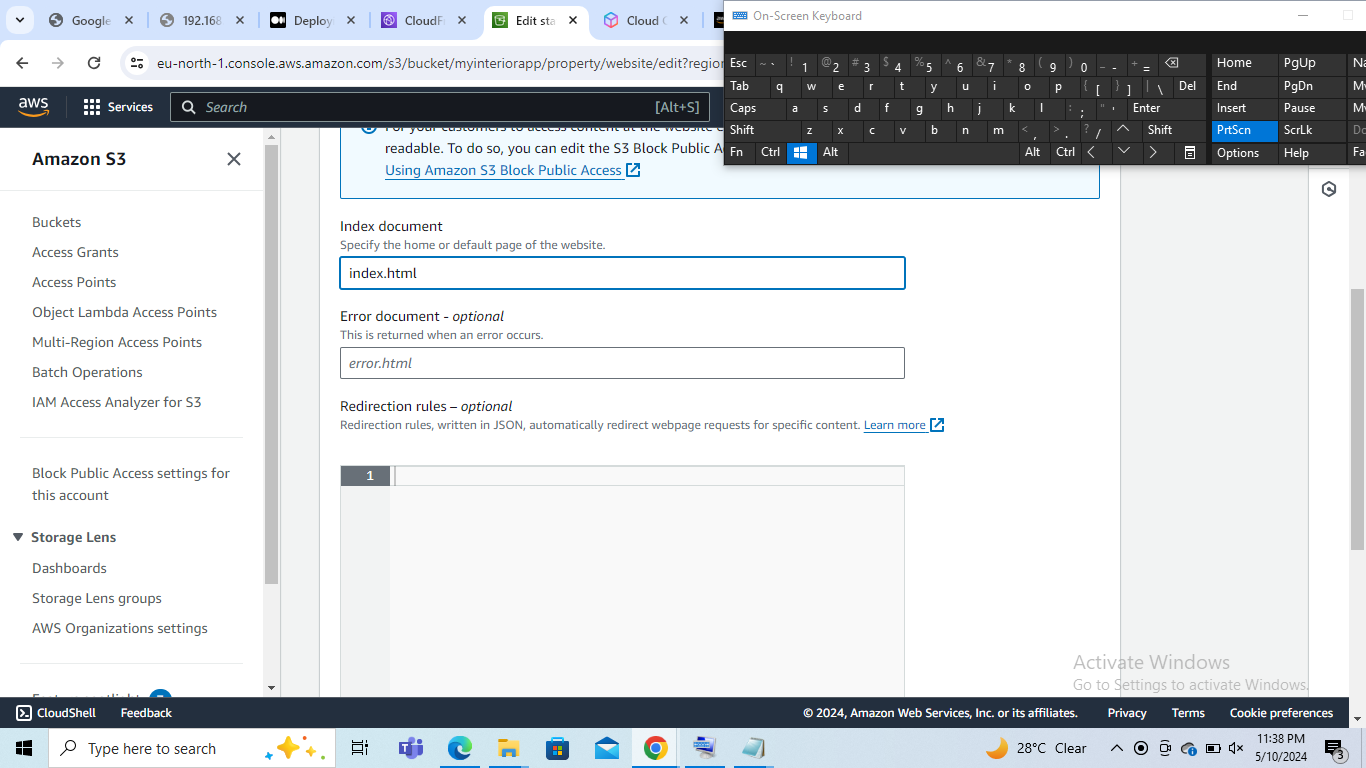 Google
192.168
Deploy
CloudFr
Edit sta
Cloud C
On-Screen Keyboard
eu-north-1.console.aws.amazon.com/s3/bucket/myinteriorapp/property/website/edit?region
Esc ~ ` ! 1 @ 2 # 3 $ 4 % 5 ^ 6 & 7 * 8 ( 9 ) 0 _ - + = Home PgUp Na
Tab q w e r t y u i o p { [ } ] | \ Del End PgDn Mv
Caps a s d f g h j k l : ; " ' Enter Insert Pause Mv
Shift z x c v b n m < , > . ? / Shift PrtScn ScrLk Do
Fn Ctrl Alt Alt Ctrl Options Help Fa
aws
Services
Search
[Alt+S]
Amazon S3
Buckets
Access Grants
Access Points
Object Lambda Access Points
Multi-Region Access Points
Batch Operations
IAM Access Analyzer for S3
Block Public Access settings for
this account
Storage Lens
Dashboards
Storage Lens groups
AWS Organizations settings
For your customers to access content at the website
readable. To do so, you can edit the S3 Block Public A
Using Amazon S3 Block Public Access
Index document
Specify the home or default page of the website.
index.html
Error document - optional
This is returned when an error occurs.
error.html
Redirection rules – optional
Redirection rules, written in JSON, automatically redirect webpage requests for specific content. Learn more
1
Activate Windows
Go to Settings to activate Windows.
CloudShell
Feedback
© 2024, Amazon Web Services, Inc. or its affiliates.
Privacy
Terms
Cookie preferences
Type here to search
28°C Clear
11:38 PM
5/10/2024
3